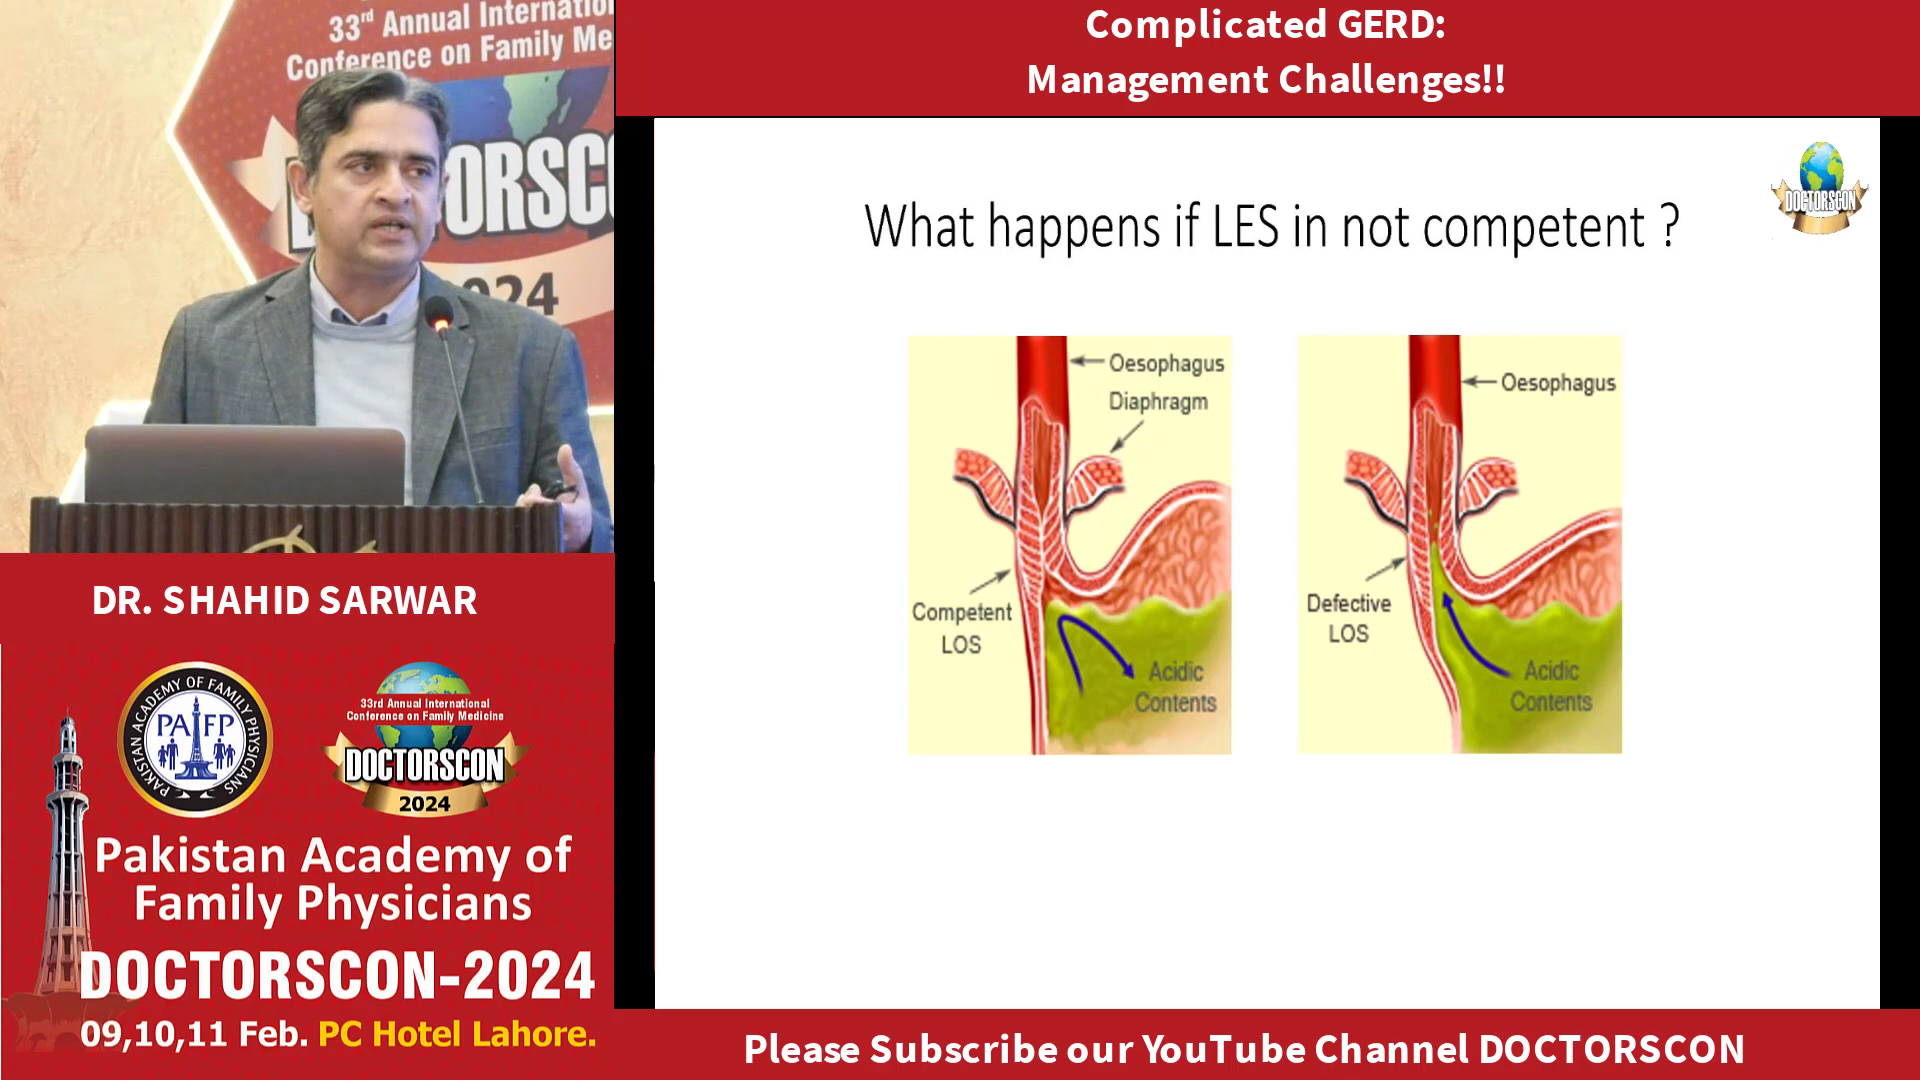 33rd Annual Internatio
Conference on Family Me
ORSC
2024
Complicated GERD:
Management Challenges!!
DOCTORSCON
What happens if LES in not competent ?
Oesophagus
Diaphragm
Competent
LOS
Acidic
Contents
Oesophagus
Defective
LOS
Acidic
Contents
DR. SHAHID SARWAR
PAKISTAN ACADEMY OF FAMILY PHYSICIANS
PAFP
33rd Annual International
Conference on Family Medicine
DOCTORSCON
2024
Pakistan Academy of
Family Physicians
DOCTORSCON-2024
09,10,11 Feb. PC Hotel Lahore.
Please Subscribe our YouTube Channel DOCTORSCON